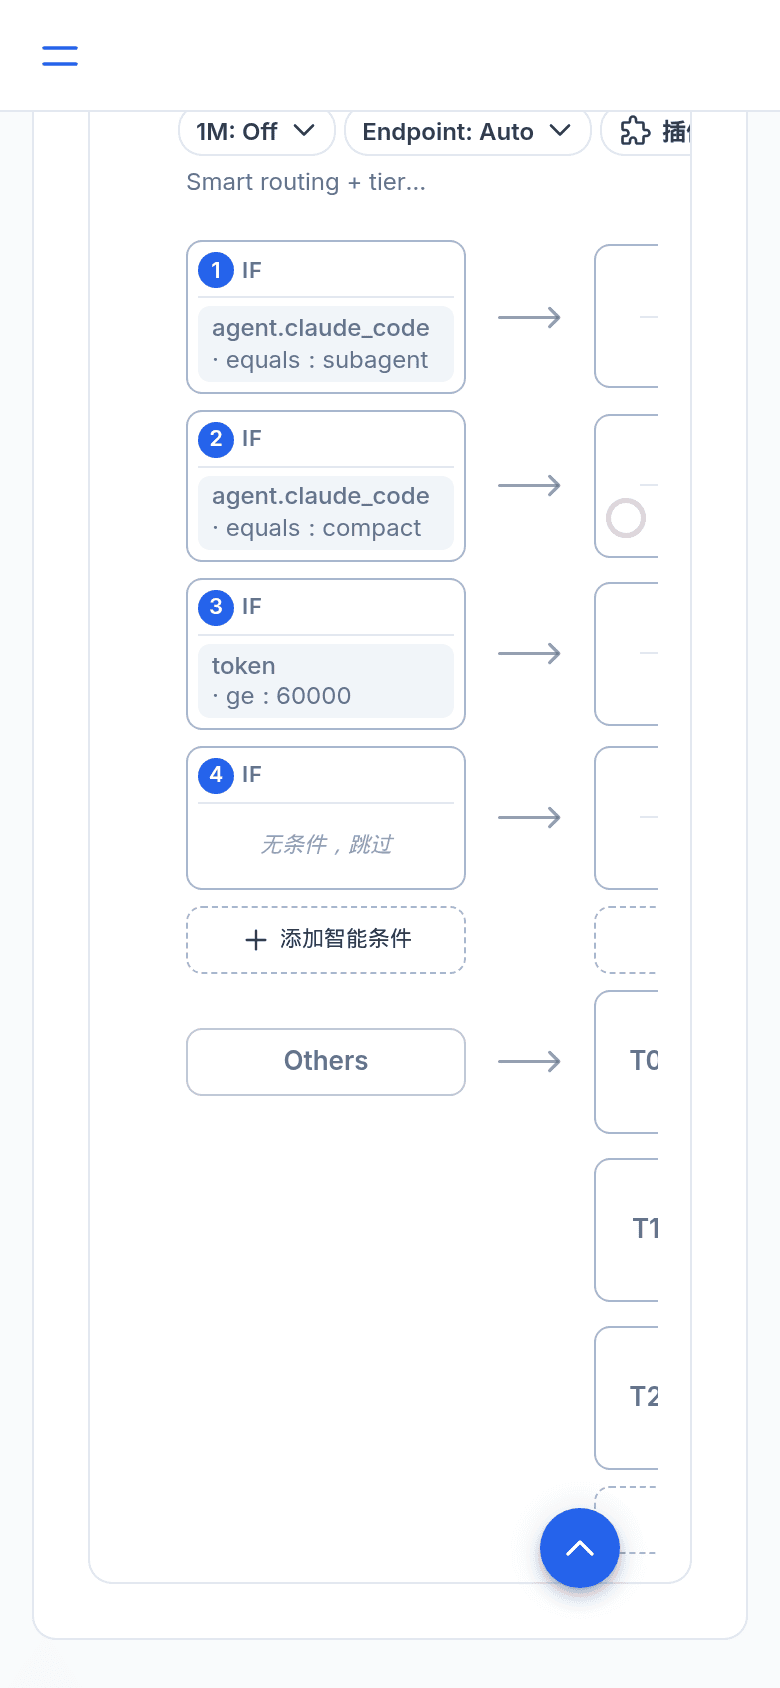 1M: Off
Endpoint: Auto
Smart routing + tier...
1 IF
agent.claude_code
· equals : subagent
2 IF
agent.claude_code
· equals : compact
3 IF
token
· ge : 60000
4 IF
无条件，跳过
+ 添加智能条件
Others
T0
T1
T2